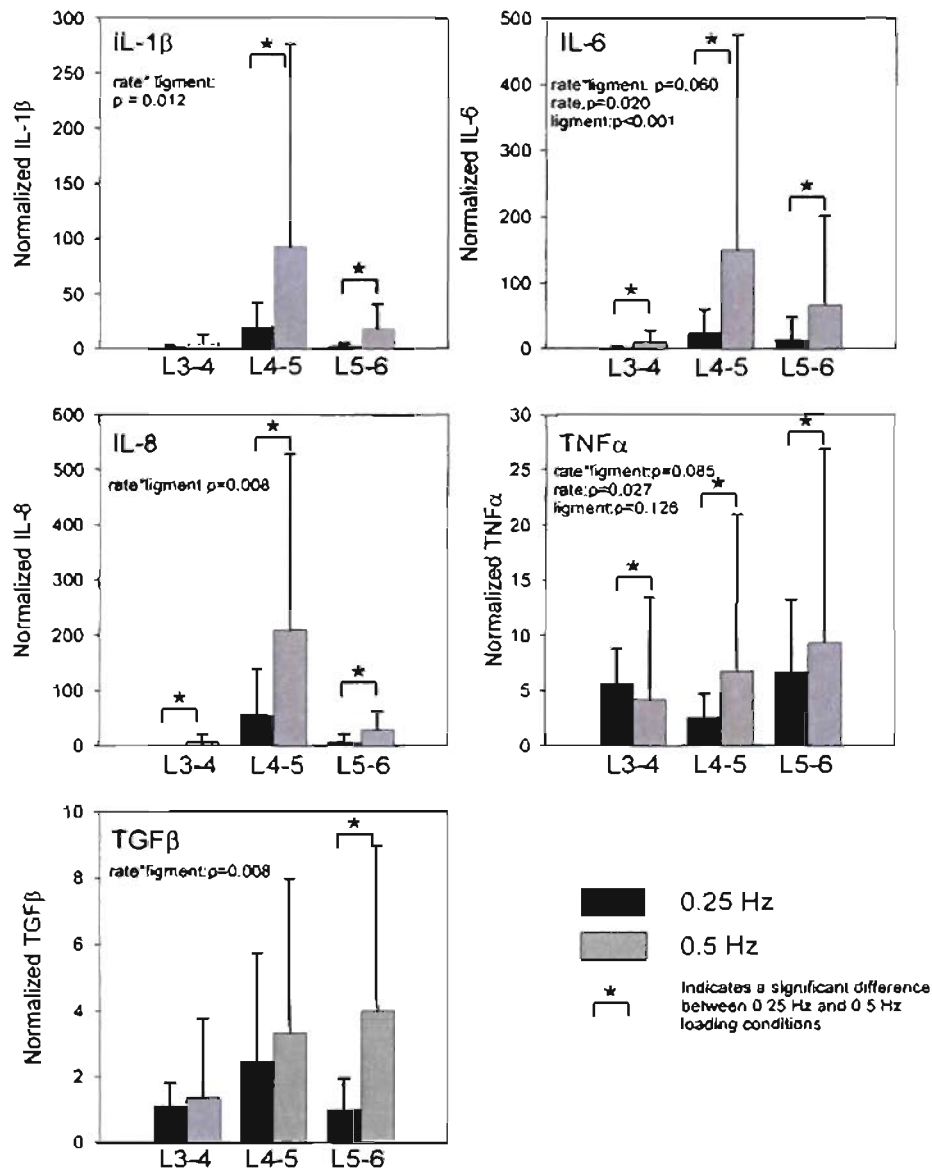 300
250
200
150
100
50
0
Normalized IL-1β
IL-1β
rate*ligment:
p = 0.012
★
★
L3-4
L4-5
L5-6
500
400
300
200
100
0
Normalized IL-6
IL-6
rate*ligment: p=0.060
rate:p=0.020
ligment:p<0.001
★
★
★
L3-4
L4-5
L5-6
600
500
400
300
200
100
0
Normalized IL-8
IL-8
rate*ligment p=0.008
★
★
★
L3-4
L4-5
L5-6
30
25
20
15
10
5
0
Normalized TNFα
TNFα
rate*ligment:p=0.085
rate:p=0.027
ligment:p=0.126
★
★
★
L3-4
L4-5
L5-6
10
8
6
4
2
0
Normalized TGFβ
TGFβ
rate*ligment:p=0.008
★
L3-4
L4-5
L5-6
0.25 Hz
0.5 Hz
★
Indicates a significant difference
between 0.25 Hz and 0.5 Hz
loading conditions